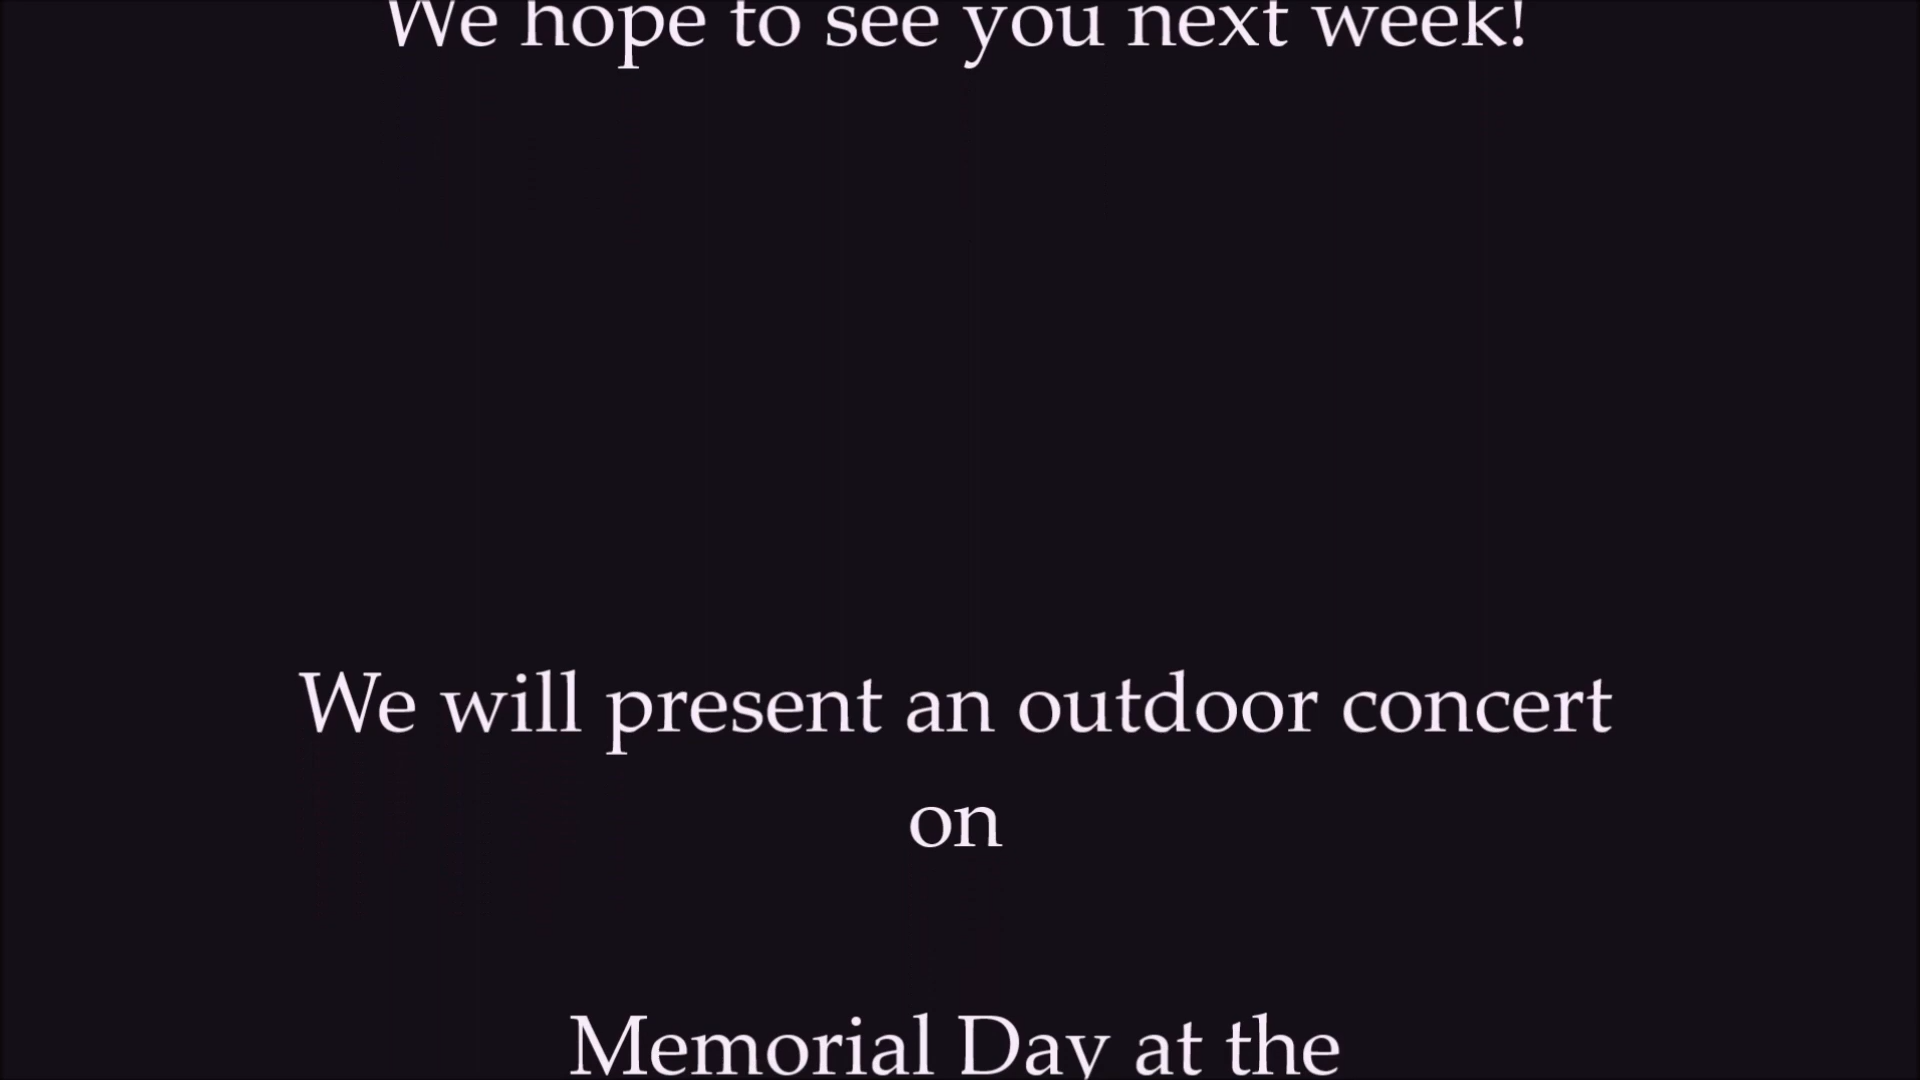 We hope to see you next week!
We will present an outdoor concert
on
Memorial Day at the